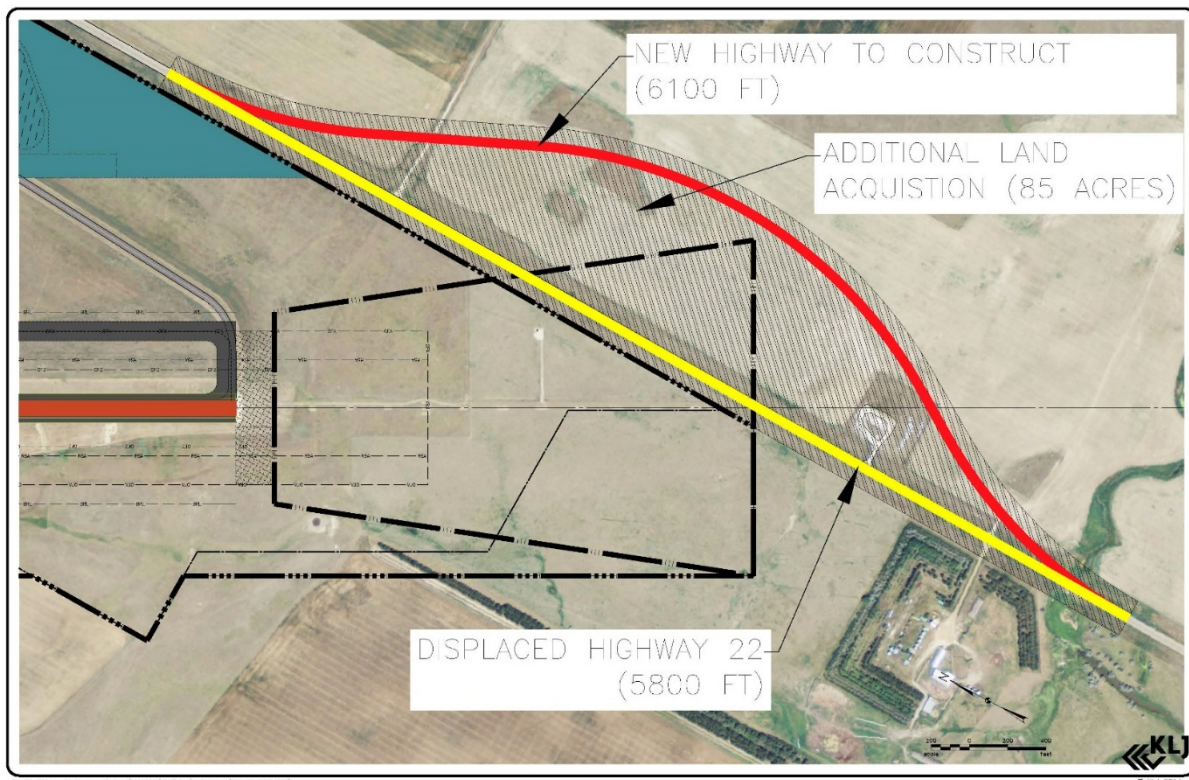 NEW HIGHWAY TO CONSTRUCT
(6100 FT)
ADDITIONAL LAND
ACQUISTION (85 ACRES)
DISPLACED HIGHWAY 22
(5800 FT)
N
KLJ